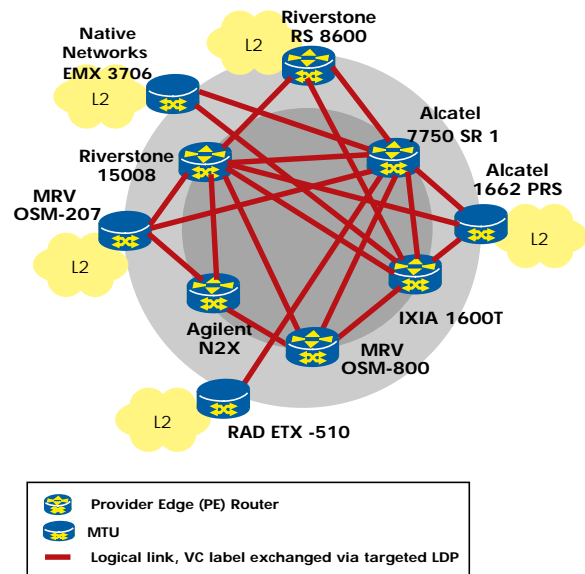 Riverstone
RS 8600
L2
Native
Networks
EMX 3706
L2
Alcatel
7750 SR 1
Riverstone
15008
Alcatel
1662 PRS
L2
MRV
OSM-207
L2
IXIA 1600T
Agilent
N2X
MRV
OSM-800
L2
RAD ETX -510
Provider Edge (PE) Router
MTU
Logical link, VC label exchanged via targeted LDP